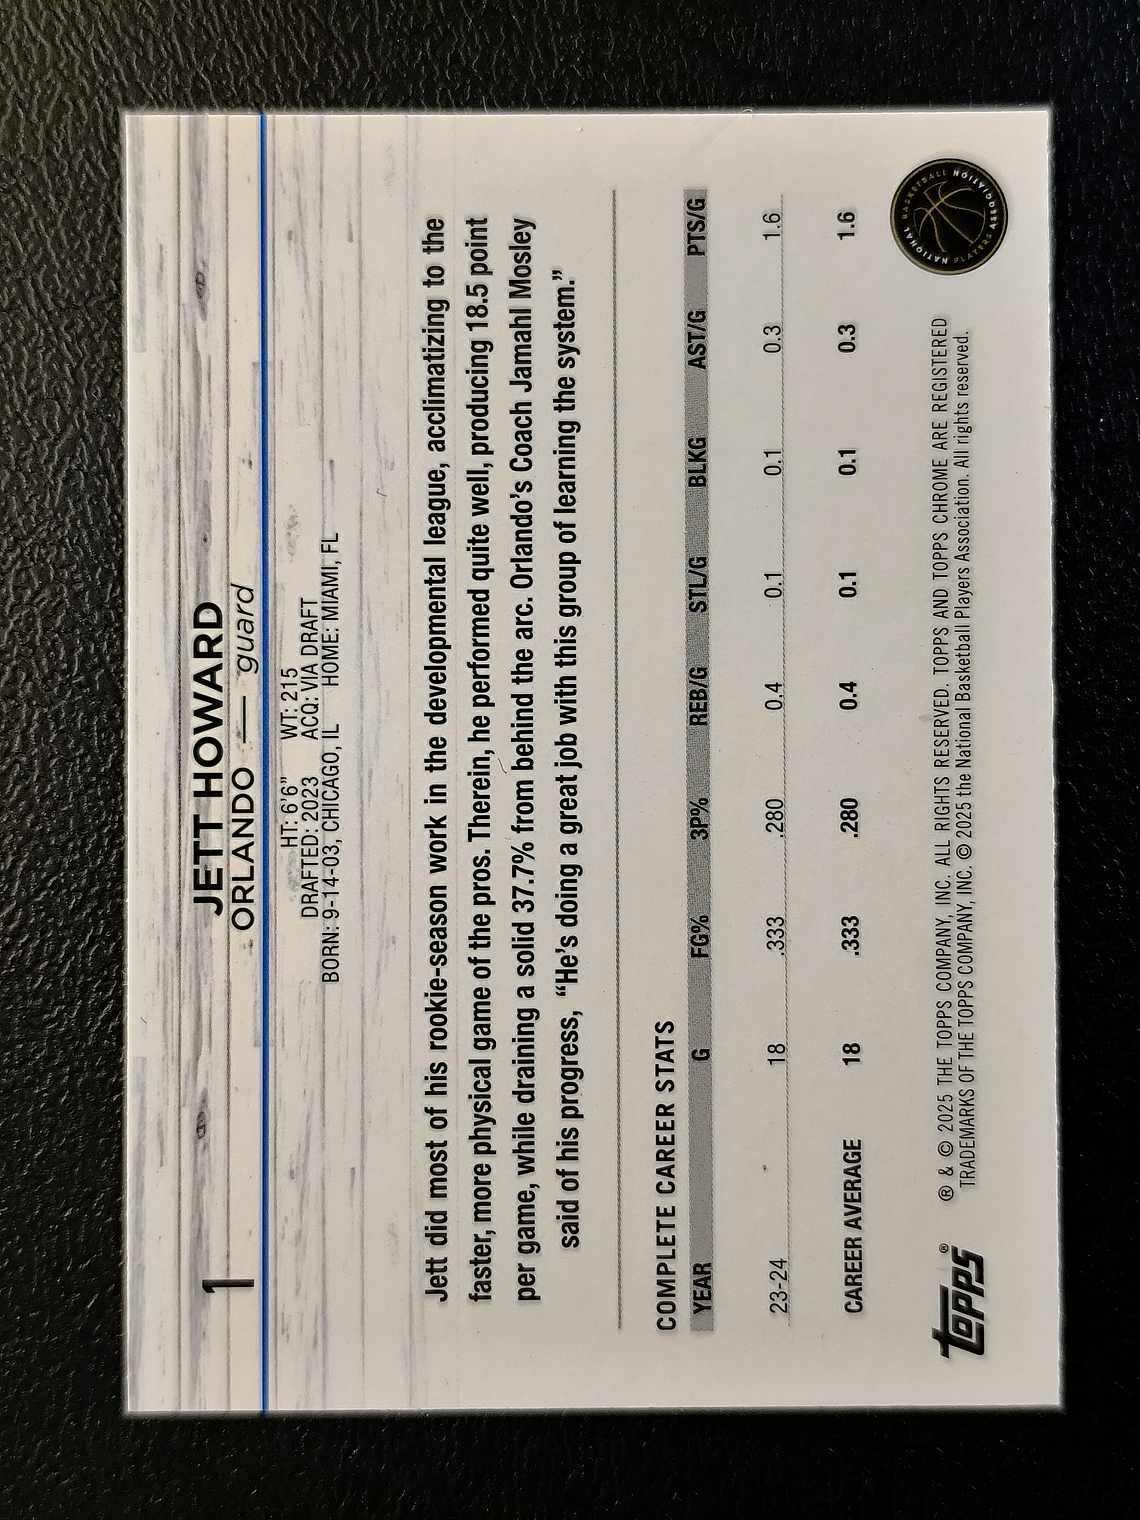 1
JETT HOWARD
ORLANDO — guard
HT: 6'6" WT: 215
DRAFTED: 2023 ACQ: VIA DRAFT
BORN: 9-14-03, CHICAGO, IL HOME: MIAMI, FL
Jett did most of his rookie-season work in the developmental league, acclimatizing to the
faster, more physical game of the pros. Therein, he performed quite well, producing 18.5 point
per game, while draining a solid 37.7% from behind the arc. Orlando's Coach Jamahl Mosley
said of his progress, “He's doing a great job with this group of learning the system.”
COMPLETE CAREER STATS
YEAR G FG% 3P% REB/G STL/G BLKG AST/G PTS/G
23-24 18 .333 .280 0.4 0.1 0.1 0.3 1.6
CAREER AVERAGE 18 .333 .280 0.4 0.1 0.1 0.3 1.6
topps®
® & © 2025 THE TOPPS COMPANY, INC. ALL RIGHTS RESERVED. TOPPS AND TOPPS CHROME ARE REGISTERED
TRADEMARKS OF THE TOPPS COMPANY, INC. © 2025 the National Basketball Players Association. All rights reserved.
NATIONAL BASKETBALL PLAYERS ASSOCIATION